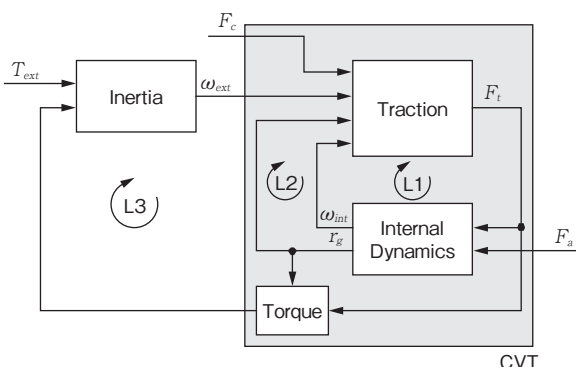 F_c
T_ext
Inertia
ω_ext
Traction
F_t
L3
L2
L1
ω_int
r_g
Internal
Dynamics
F_a
Torque
CVT